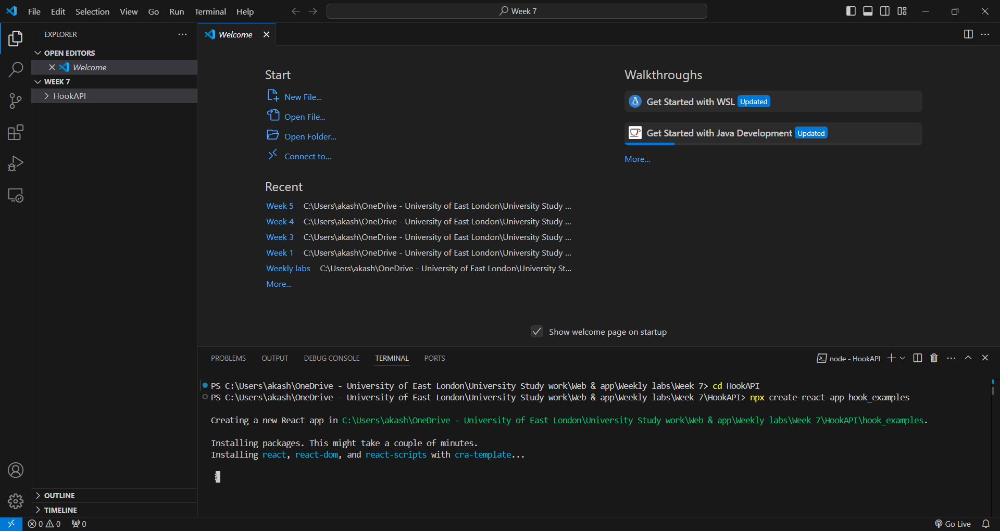 File Edit Selection View Go Run Terminal Help
Week 7
EXPLORER
OPEN EDITORS
Welcome
WEEK 7
HookAPI
OUTLINE
TIMELINE
Welcome
Start
New File...
Open File...
Open Folder...
Connect to...
Recent
Week 5 C:\Users\akash\OneDrive - University of East London\University Study ...
Week 4 C:\Users\akash\OneDrive - University of East London\University Study ...
Week 3 C:\Users\akash\OneDrive - University of East London\University Study ...
Week 1 C:\Users\akash\OneDrive - University of East London\University Study ...
Weekly labs C:\Users\akash\OneDrive - University of East London\University St...
More...
Walkthroughs
Get Started with WSL Updated
Get Started with Java Development Updated
More...
Show welcome page on startup
PROBLEMS OUTPUT DEBUG CONSOLE TERMINAL PORTS
node - HookAPI
PS C:\Users\akash\OneDrive - University of East London\University Study work\Web & app\Weekly labs\Week 7> cd HookAPI
PS C:\Users\akash\OneDrive - University of East London\University Study work\Web & app\Weekly labs\Week 7\HookAPI> npx create-react-app hook_examples
Creating a new React app in C:\Users\akash\OneDrive - University of East London\University Study work\Web & app\Weekly labs\Week 7\HookAPI\hook_examples.
Installing packages. This might take a couple of minutes.
Installing react, react-dom, and react-scripts with cra-template...
0 0 0
Go Live